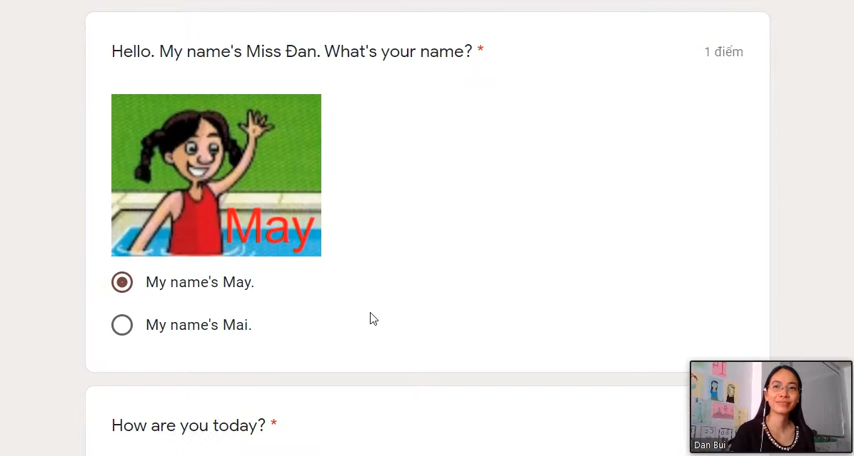 Hello. My name's Miss Đan. What's your name? *
1 điểm
May
My name's May.
My name's Mai.
How are you today? *
Dan Bui